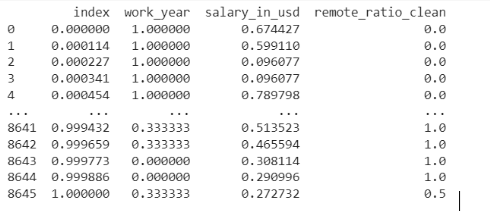 index work_year salary_in_usd remote_ratio_clean
0 0.000000 1.000000 0.674427 0.0
1 0.000114 1.000000 0.599110 0.0
2 0.000227 1.000000 0.096077 0.0
3 0.000341 1.000000 0.096077 0.0
4 0.000454 1.000000 0.789798 0.0
... ... ... ... ...
8641 0.999432 0.333333 0.513523 1.0
8642 0.999659 0.333333 0.465594 1.0
8643 0.999773 0.000000 0.308114 1.0
8644 0.999886 0.000000 0.290996 1.0
8645 1.000000 0.333333 0.272732 0.5